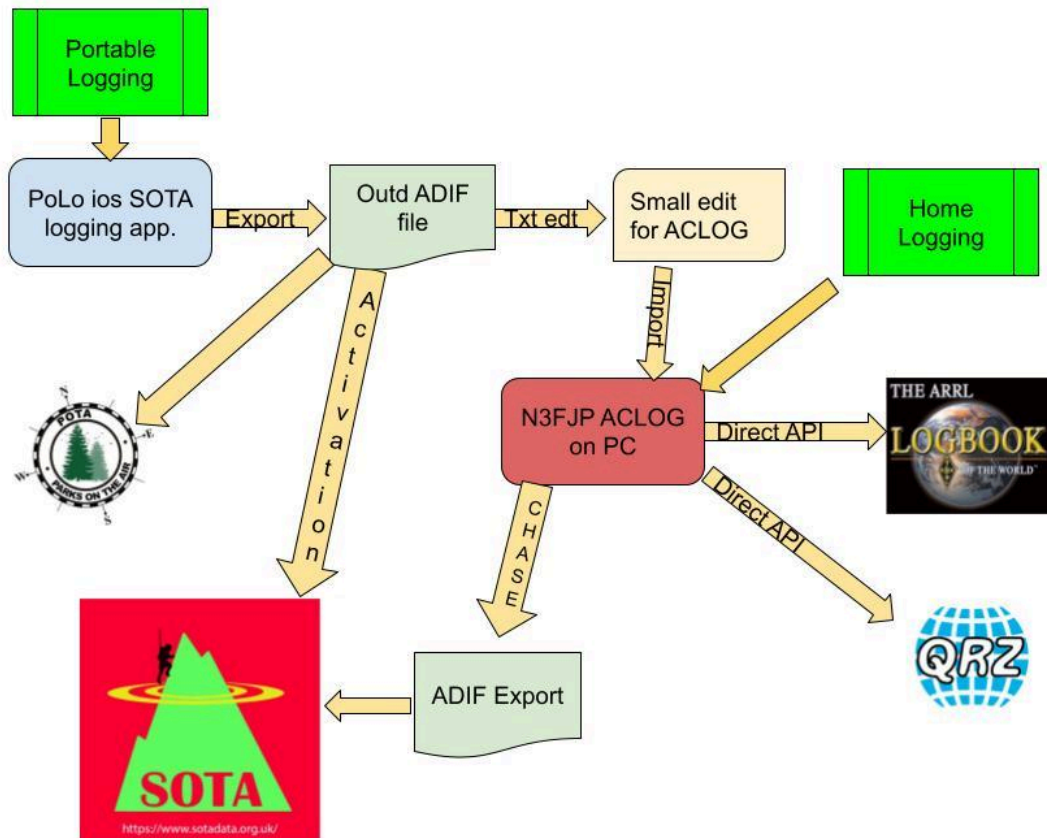 Portable
Logging
PoLo ios SOTA
logging app.
Export
Outd ADIF
file
Txt edt
Small edit
for ACLOG
Home
Logging
Import
Activation
N3FJP ACLOG
on PC
Direct API
THE ARRL
LOGBOOK
OF THE WORLD™
Direct API
CHASE
N
E
S
W
POTA
PARKS ON THE AIR
QRZ
ADIF Export
SOTA
https://www.sotadata.org.uk/